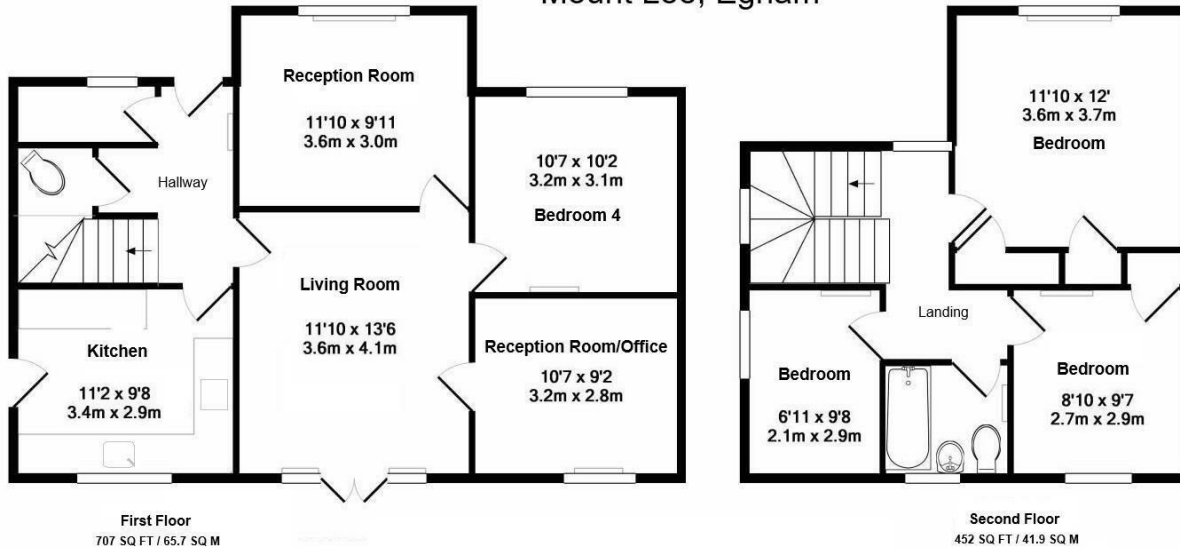 Mount Lee, Egham
Reception Room
11'10 x 9'11
3.6m x 3.0m
Hallway
10'7 x 10'2
3.2m x 3.1m
Bedroom 4
Living Room
11'10 x 13'6
3.6m x 4.1m
Kitchen
11'2 x 9'8
3.4m x 2.9m
Reception Room/Office
10'7 x 9'2
3.2m x 2.8m
First Floor
707 SQ FT / 65.7 SQ M
11'10 x 12'
3.6m x 3.7m
Bedroom
Landing
Bedroom
6'11 x 9'8
2.1m x 2.9m
Bedroom
8'10 x 9'7
2.7m x 2.9m
Second Floor
452 SQ FT / 41.9 SQ M